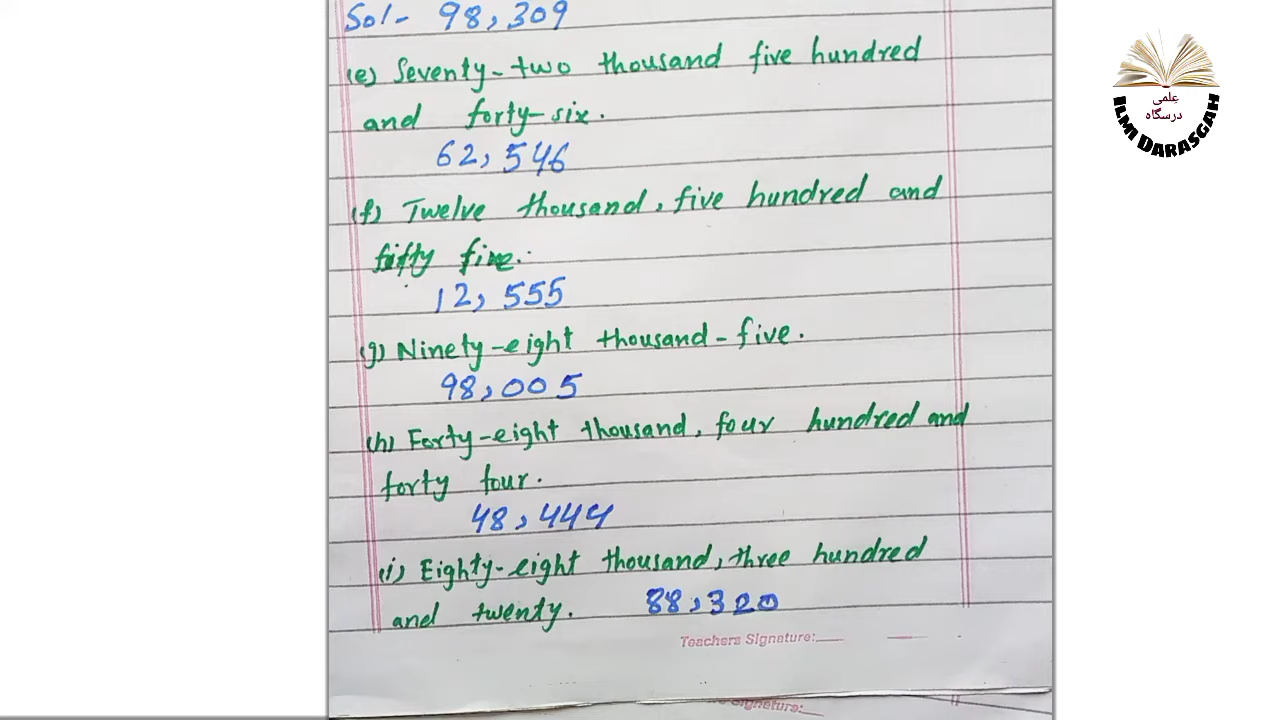 Sol- 98,309
(e) Seventy-two thousand five hundred
and forty-six.
62,546
(f) Twelve thousand, five hundred and
fifty five.
12,555
(g) Ninety-eight thousand-five.
98,005
(h) Forty-eight thousand, four hundred and
forty four.
48,444
(i) Eighty-eight thousand, three hundred
and twenty. 88,320
Teachers Signature:
Signature:
علمی
درسگاہ
ILMI DARASGAH